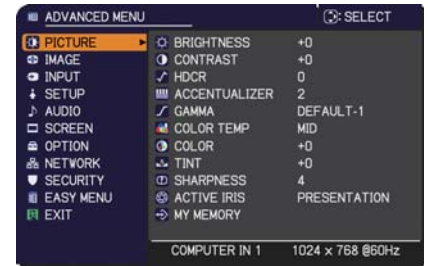 ADVANCED MENU : SELECT
PICTURE BRIGHTNESS +0
IMAGE CONTRAST +0
INPUT HDCR 0
SETUP ACCENTUALIZER 2
AUDIO GAMMA DEFAULT-1
SCREEN COLOR TEMP MID
OPTION COLOR +0
NETWORK TINT +0
SECURITY SHARPNESS 4
EASY MENU ACTIVE IRIS PRESENTATION
EXIT MY MEMORY
COMPUTER IN 1 1024 x 768 @60Hz